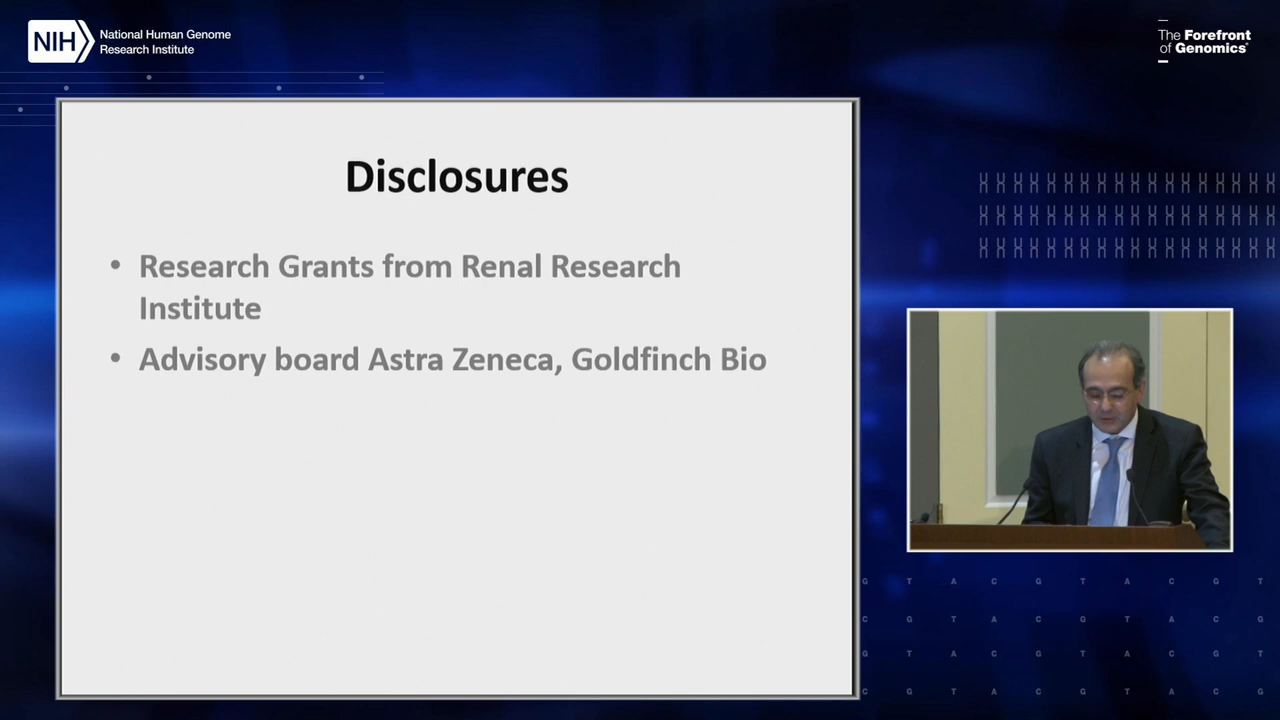 NIH
National Human Genome
Research Institute
The Forefront
of Genomics®
Disclosures
• Research Grants from Renal Research
Institute
• Advisory board Astra Zeneca, Goldfinch Bio
G T A C G T A C G T
C G T A C G T A C G
G T A C G T A C G T
C G T A C G T A C G